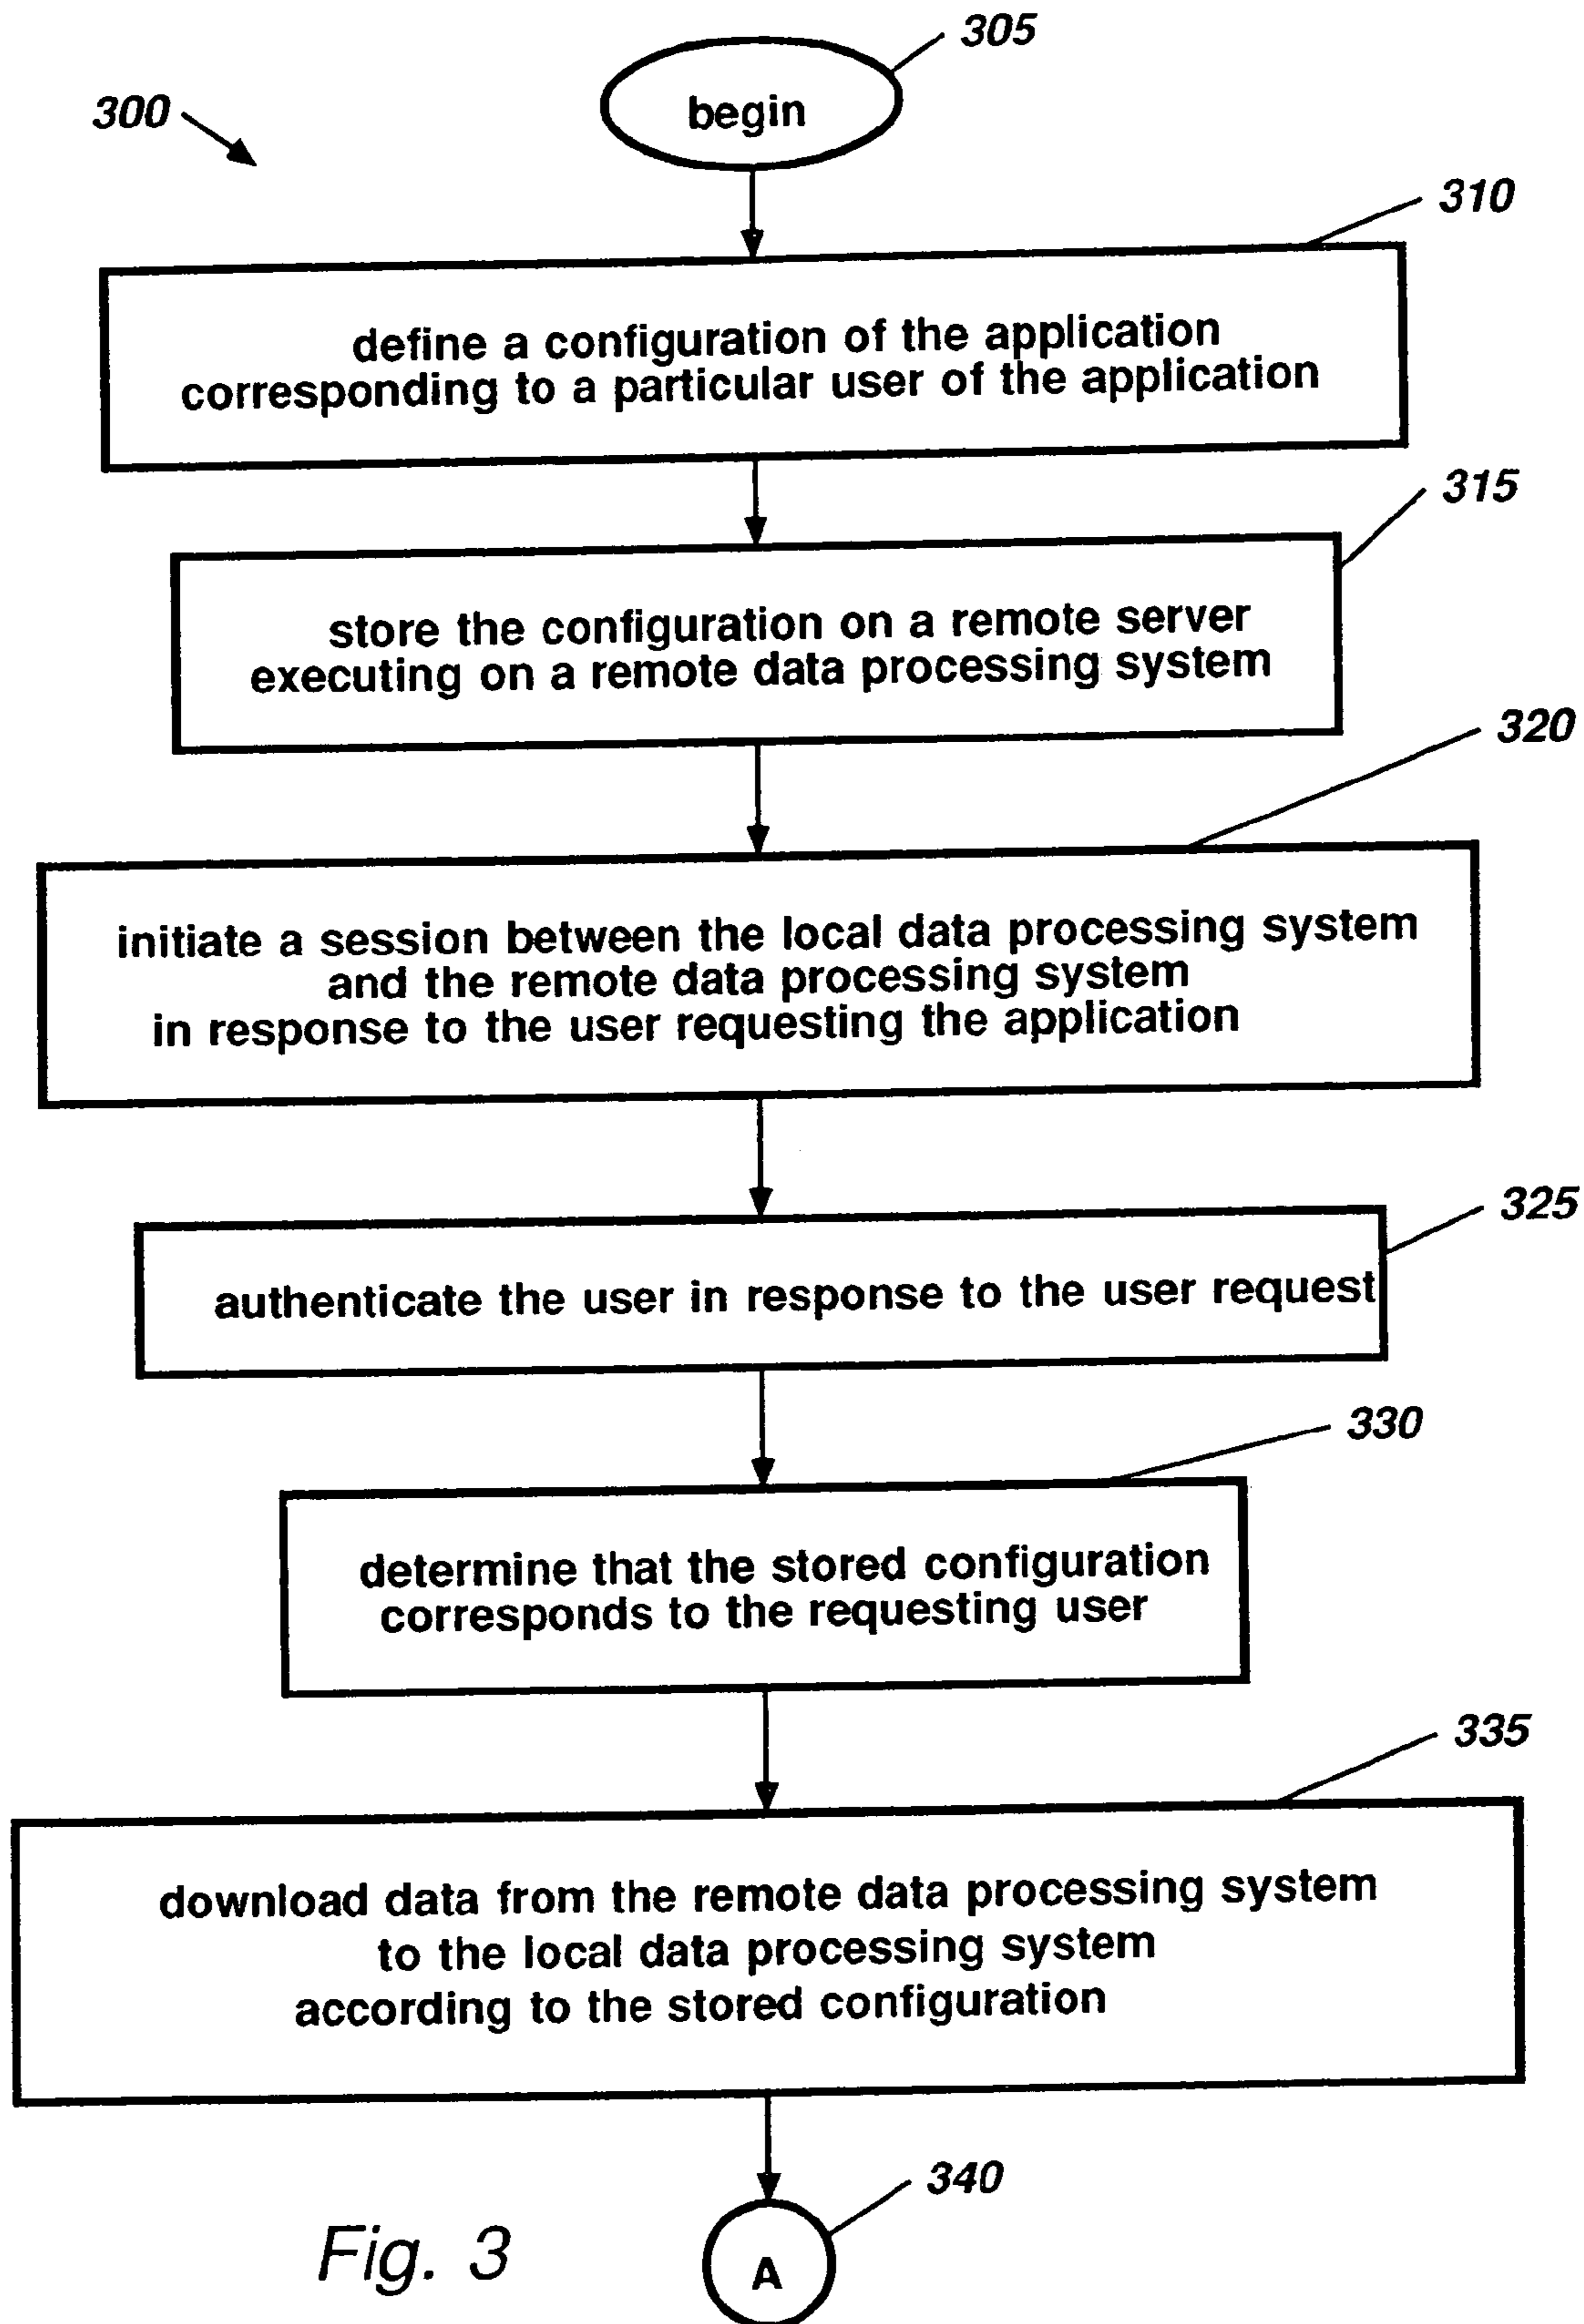 305
begin
300
310
define a configuration of the application
corresponding to a particular user of the application
315
store the configuration on a remote server
executing on a remote data processing system
320
initiate a session between the local data processing system
and the remote data processing system
in response to the user requesting the application
325
authenticate the user in response to the user request
330
determine that the stored configuration
corresponds to the requesting user
335
download data from the remote data processing system
to the local data processing system
according to the stored configuration
340
A
Fig. 3